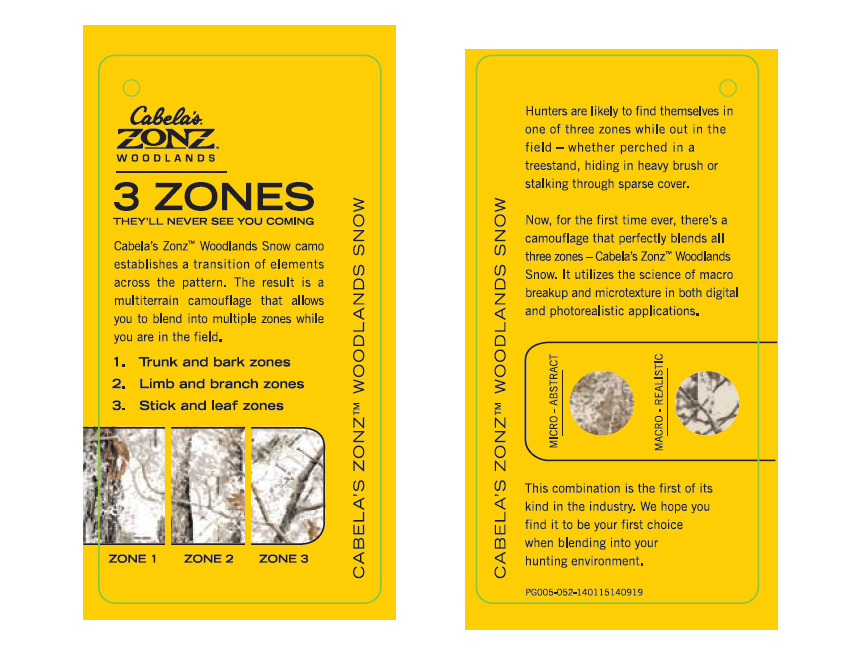 Cabela's.
ZONZ™
WOODLANDS
3 ZONES
THEY'LL NEVER SEE YOU COMING
Cabela's Zonz™ Woodlands Snow camo
establishes a transition of elements
across the pattern. The result is a
multiterrain camouflage that allows
you to blend into multiple zones while
you are in the field.
1. Trunk and bark zones
2. Limb and branch zones
3. Stick and leaf zones
ZONE 1 ZONE 2 ZONE 3
CABELA'S ZONZ™ WOODLANDS SNOW
CABELA'S ZONZ™ WOODLANDS SNOW
Hunters are likely to find themselves in
one of three zones while out in the
field – whether perched in a
treestand, hiding in heavy brush or
stalking through sparse cover.
Now, for the first time ever, there's a
camouflage that perfectly blends all
three zones – Cabela's Zonz™ Woodlands
Snow. It utilizes the science of macro
breakup and microtexture in both digital
and photorealistic applications.
MICRO - ABSTRACT
MACRO - REALISTIC
This combination is the first of its
kind in the industry. We hope you
find it to be your first choice
when blending into your
hunting environment.
PG005-052-140115140919